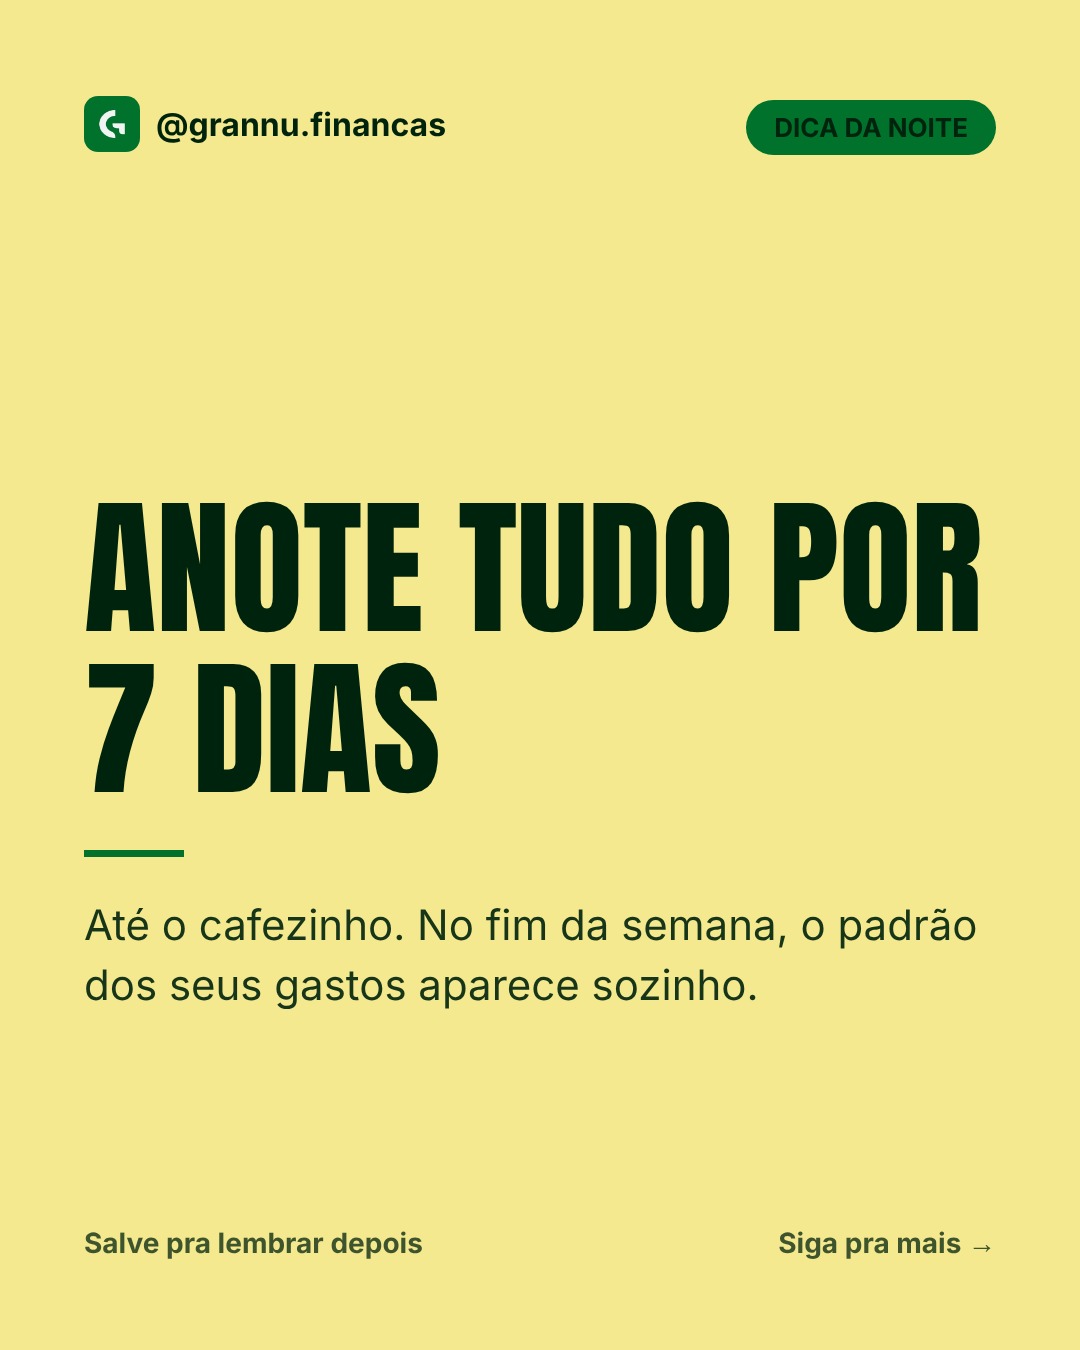 @grannu.financas
DICA DA NOITE
ANOTE TUDO POR
7 DIAS
Até o cafezinho. No fim da semana, o padrão
dos seus gastos aparece sozinho.
Salve pra lembrar depois
Siga pra mais →